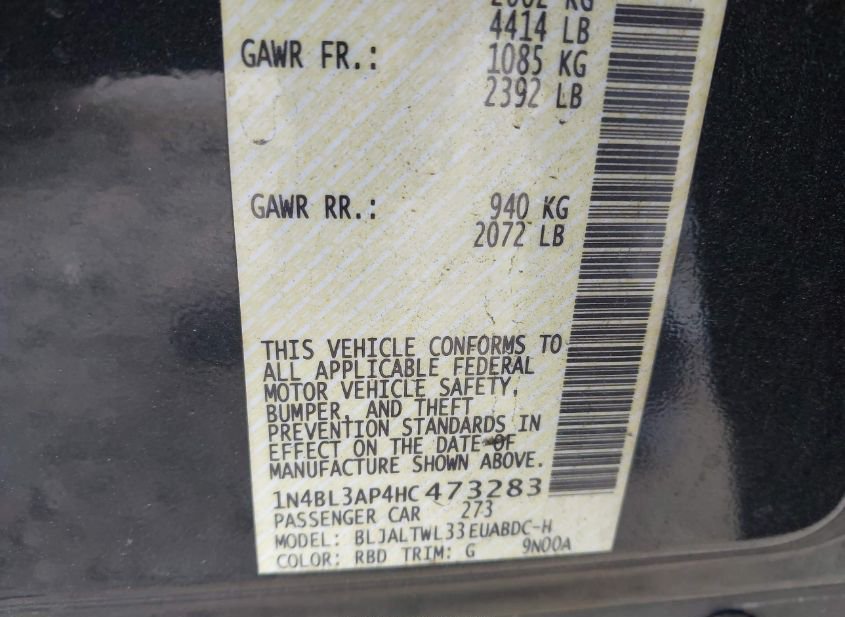 4414 LB
GAWR FR.: 1085 KG
2392 LB
GAWR RR.: 940 KG
2072 LB
THIS VEHICLE CONFORMS TO
ALL APPLICABLE FEDERAL
MOTOR VEHICLE SAFETY,
BUMPER, AND THEFT
PREVENTION STANDARDS IN
EFFECT ON THE DATE OF
MANUFACTURE SHOWN ABOVE.
1N4BL3AP4HC473283
PASSENGER CAR 273
MODEL: BLJALTWL33EUABDC-H
COLOR: RBD TRIM: G 9N00A